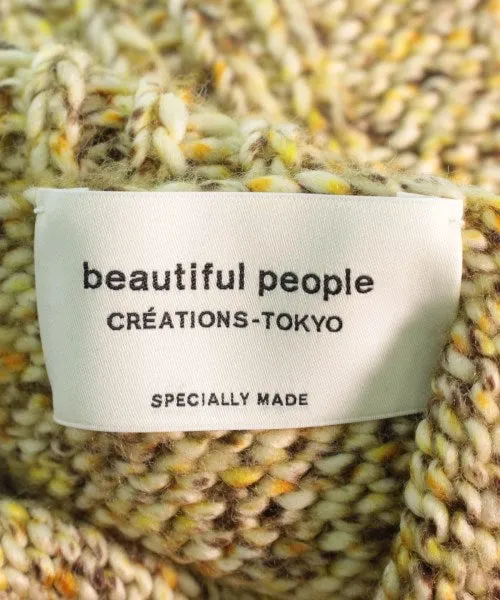 beautiful people
CRÉATIONS-TOKYO
SPECIALLY MADE